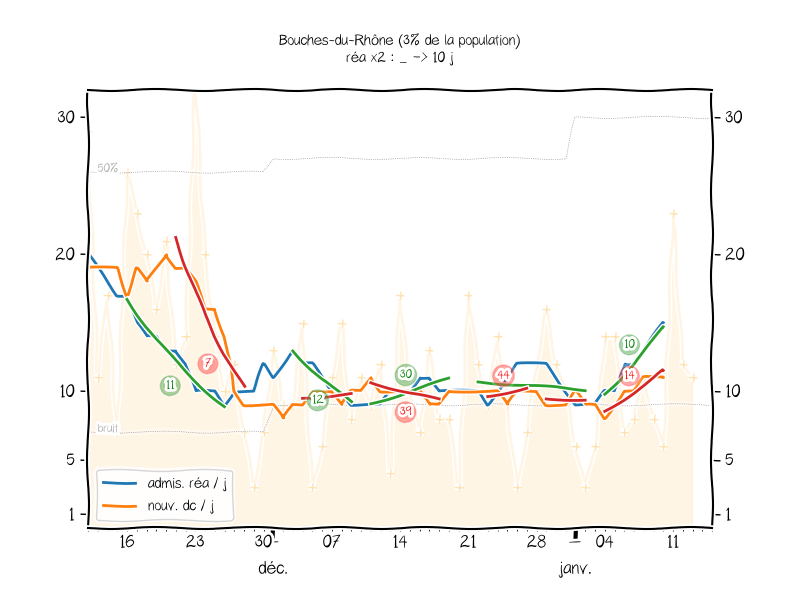 Bouches-du-Rhône (3% de la population)
réa x2 : _ -> 10 j
30 30
50%
20 20
7
11
10
30
44
14
12
39
10 10
bruit
5 5
admis. réa / j
nouv. dc / j
1 1
16 23 30 07 14 21 28 04 11
déc. janv.